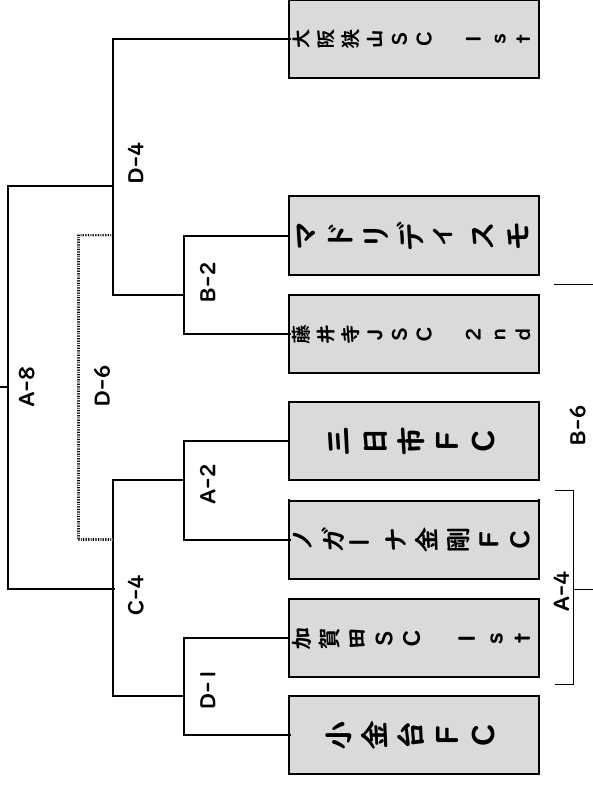 大阪狭山SC 1st
D-4
マドリディスモ
B-2
藤井寺JSC 2nd
A-8
D-6
三日市FC
B-6
A-2
ノガーナ金剛FC
C-4
A-4
加賀田SC 1st
D-1
小金台FC